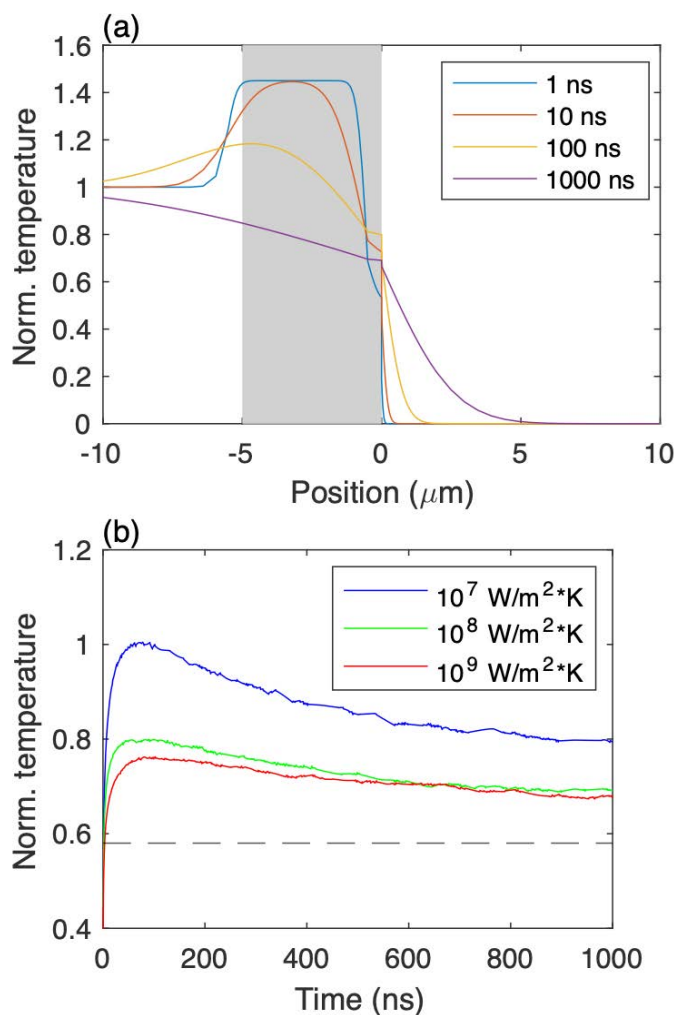 (a)
1.6
1.4
1.2
1
0.8
0.6
0.4
0.2
0
Norm. temperature
1 ns
10 ns
100 ns
1000 ns
-10
-5
0
5
10
Position (μm)
(b)
1.2
1
0.8
0.6
0.4
Norm. temperature
10⁷ W/m²*K
10⁸ W/m²*K
10⁹ W/m²*K
0
200
400
600
800
1000
Time (ns)